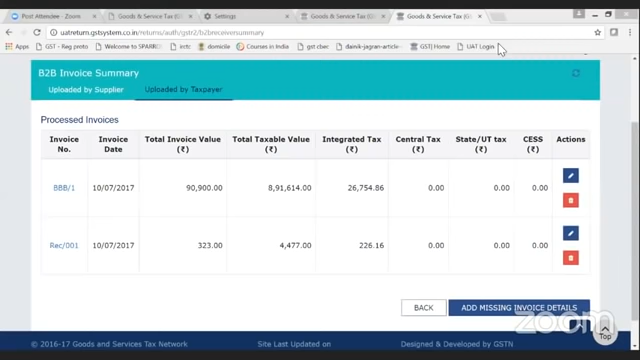 Post Attendee - Zoom
Goods & Service Tax (G
Settings
Goods & Service Tax (G
Goods & Service Tax (G
uatreturn.gstsystem.co.in/returns/auth/gstr2/b2breceiversummary
Apps
GST - Reg proto
Welcome to SPARRO
irctc
domicile
Courses in India
gst cbec
dainik-jagran-article-
GST| Home
UAT Login
B2B Invoice Summary
Uploaded by Supplier
Uploaded by Taxpayer
Processed Invoices
Invoice No. Invoice Date Total Invoice Value (₹) Total Taxable Value (₹) Integrated Tax (₹) Central Tax (₹) State/UT tax (₹) CESS (₹) Actions
BBB/1 10/07/2017 90,900.00 8,91,614.00 26,754.86 0.00 0.00 0.00
Rec/001 10/07/2017 323.00 4,477.00 226.16 0.00 0.00 0.00
BACK
ADD MISSING INVOICE DETAILS
zoom
Top
© 2016-17 Goods and Services Tax Network
Site Last Updated on
Designed & Developed by GSTN